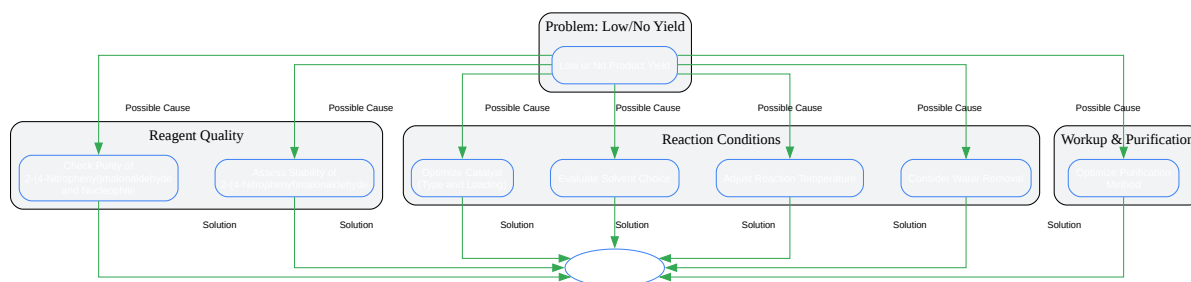 Problem: Low/No Yield
Low or No Product Yield
Possible Cause
Possible Cause
Possible Cause
Possible Cause
Possible Cause
Possible Cause
Possible Cause
Reagent Quality
Reaction Conditions
Workup & Purification
Check Purity of
2-(4-Nitrophenyl)malonaldehyde
and Nucleophile
Assess Stability of
2-(4-Nitrophenyl)malonaldehyde
Optimize Catalyst
(Type and Loading)
Evaluate Solvent Choice
Adjust Reaction Temperature
Consider Water Removal
Optimize Purification
Method
Solution
Solution
Solution
Solution
Solution
Solution
Solution